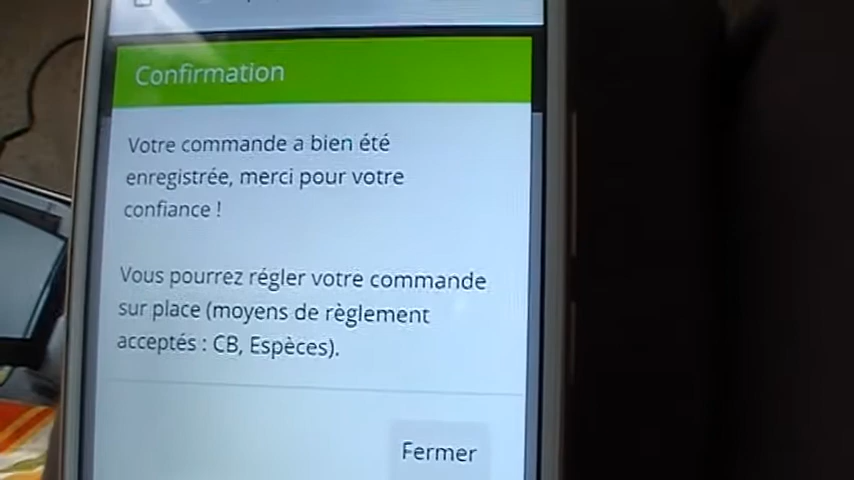 Confirmation
Votre commande a bien été
enregistrée, merci pour votre
confiance !
Vous pourrez régler votre commande
sur place (moyens de règlement
acceptés : CB, Espèces).
Fermer